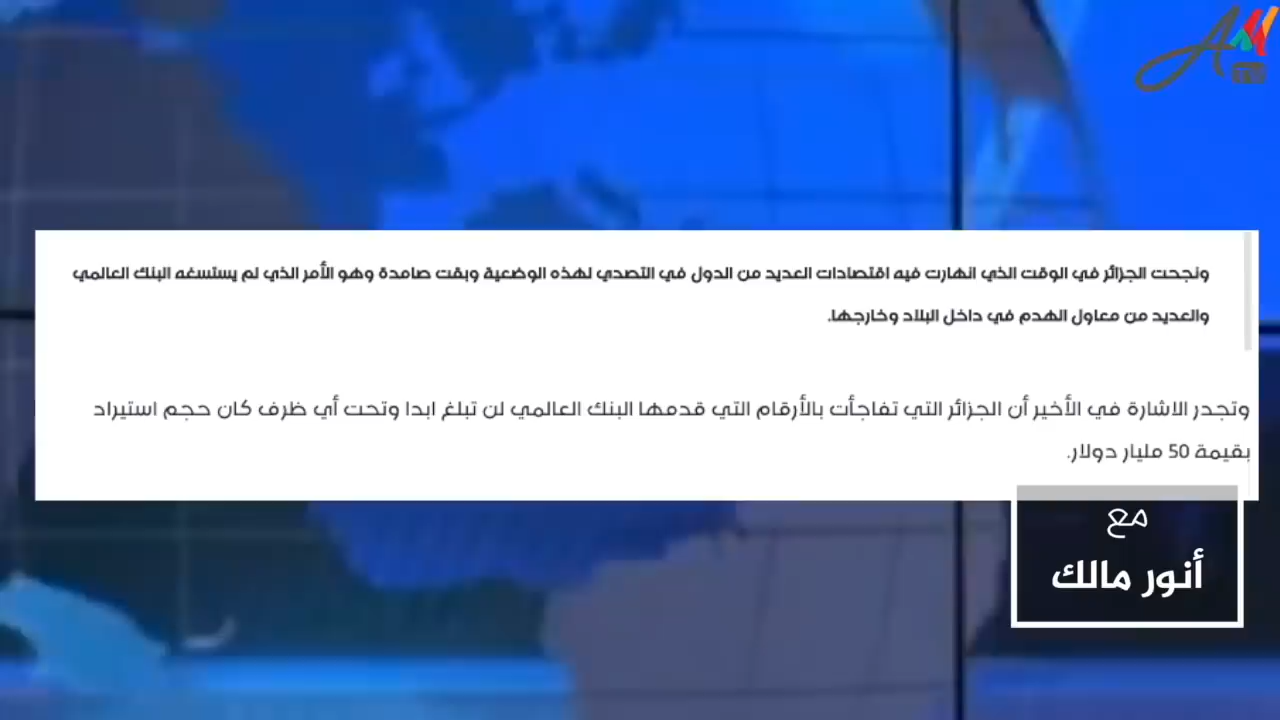 ونجحت الجزائر في الوقت الذي انهارت فيه اقتصادات العديد من الدول في التصدي لهذه الوضعية وبقت صامدة وهو الأمر الذي لم يستسغه البنك العالمي
والعديد من معاول الهدم في داخل البلاد وخارجها.
وتجدر الاشارة في الأخير أن الجزائر التي تفاجأت بالأرقام التي قدمها البنك العالمي لن تبلغ ابدا وتحت أي ظرف كان حجم استيراد
بقيمة 50 مليار دولار.
مع
أنور مالك
TV